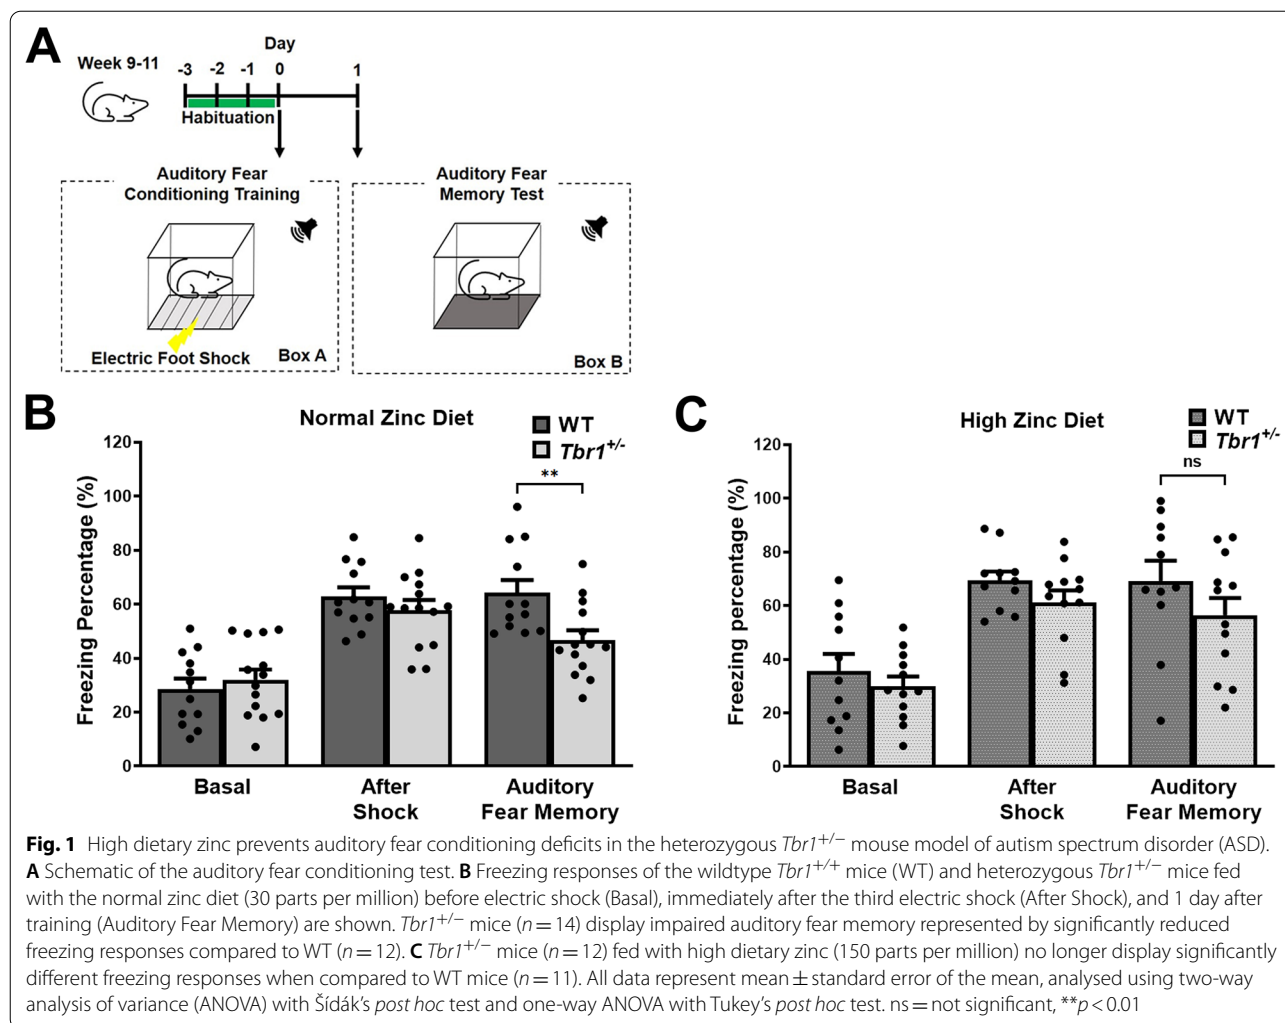 A
Day
Week 9-11
-3 -2 -1 0 1
Habituation
Auditory Fear
Conditioning Training
Auditory Fear
Memory Test
Electric Foot Shock
Box A
Box B
B
Normal Zinc Diet
WT
Tbr1+/-
**
120
100
80
60
40
20
0
Freezing Percentage (%)
Basal
After
Shock
Auditory
Fear Memory
C
High Zinc Diet
WT
Tbr1+/-
ns
120
100
80
60
40
20
0
Freezing percentage (%)
Basal
After
Shock
Auditory
Fear Memory
Fig. 1 High dietary zinc prevents auditory fear conditioning deficits in the heterozygous Tbr1+/− mouse model of autism spectrum disorder (ASD).
A Schematic of the auditory fear conditioning test. B Freezing responses of the wildtype Tbr1+/+ mice (WT) and heterozygous Tbr1+/− mice fed
with the normal zinc diet (30 parts per million) before electric shock (Basal), immediately after the third electric shock (After Shock), and 1 day after
training (Auditory Fear Memory) are shown. Tbr1+/− mice (n = 14) display impaired auditory fear memory represented by significantly reduced
freezing responses compared to WT (n = 12). C Tbr1+/− mice (n = 12) fed with high dietary zinc (150 parts per million) no longer display significantly
different freezing responses when compared to WT mice (n = 11). All data represent mean ± standard error of the mean, analysed using two-way
analysis of variance (ANOVA) with Šídák's post hoc test and one-way ANOVA with Tukey's post hoc test. ns = not significant, **p < 0.01